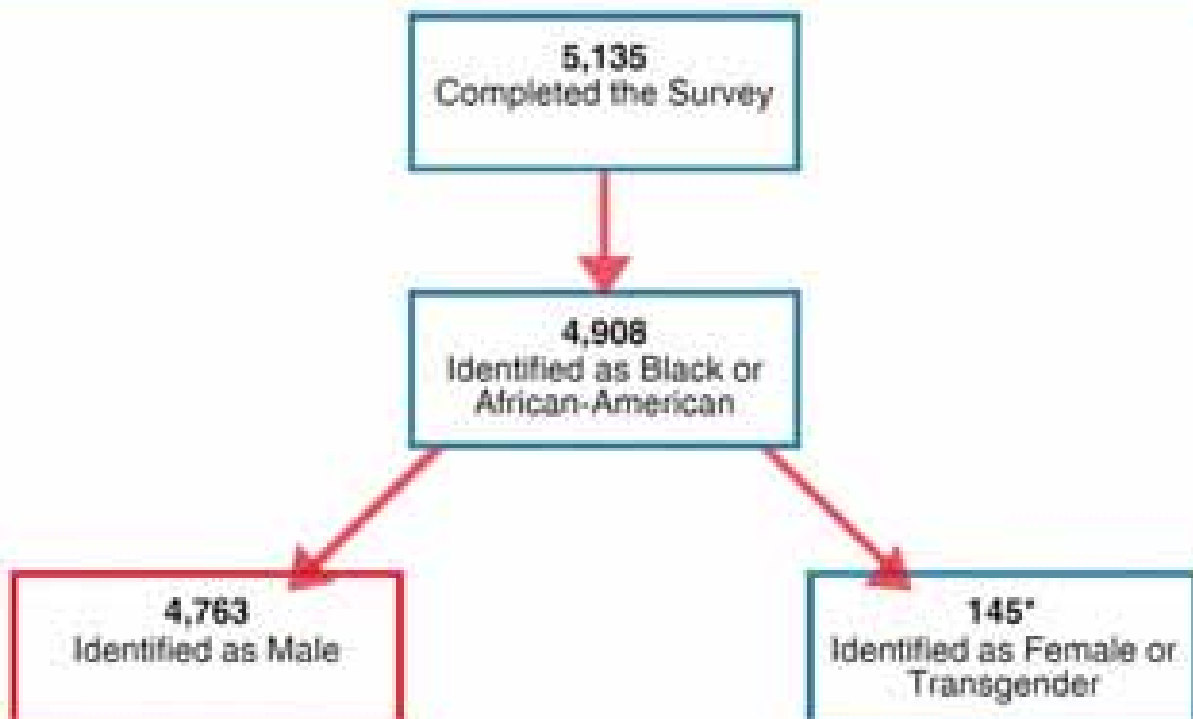 5,135
Completed the Survey
4,908
Identified as Black or
African-American
4,763
Identified as Male
145*
Identified as Female or
Transgender